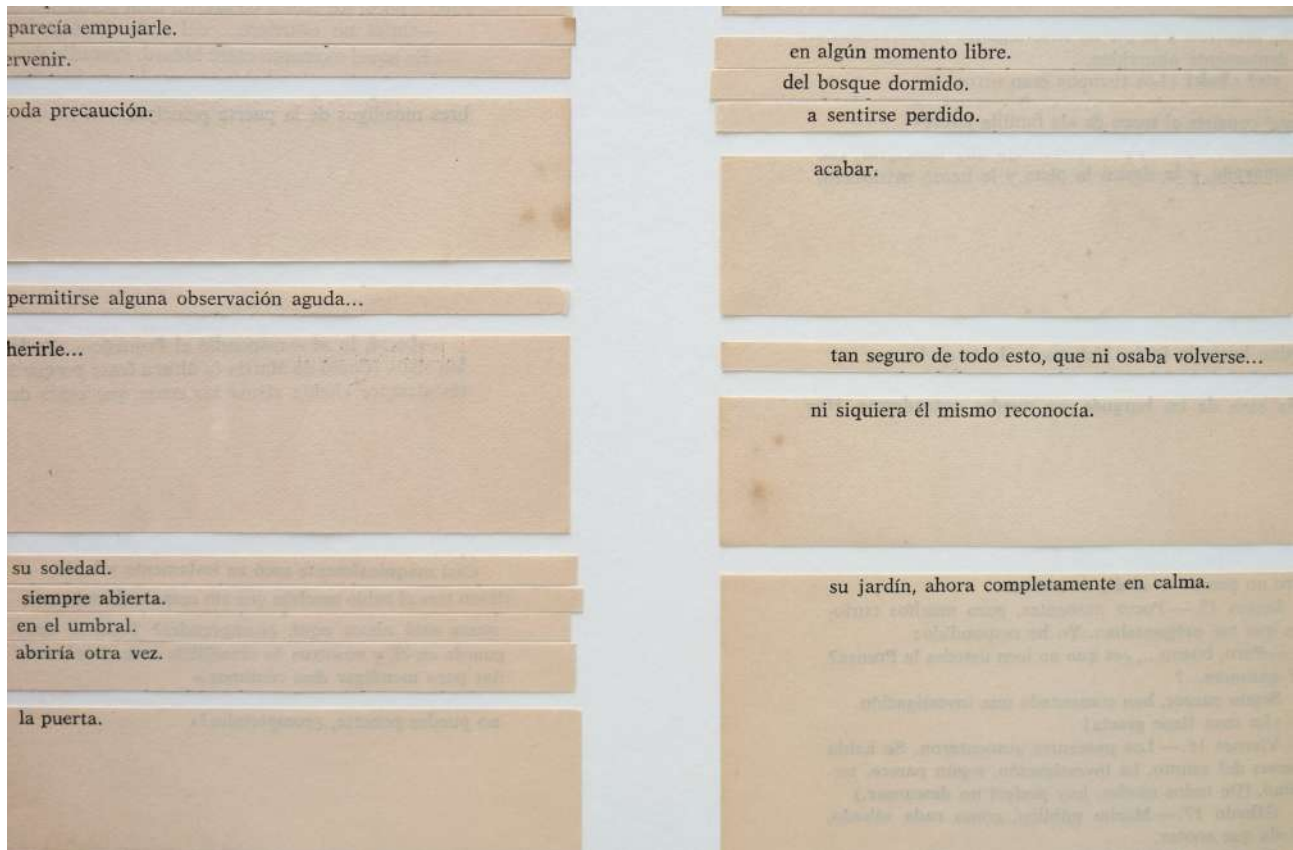 parecía empujarle.
ervenir.
oda precaución.
permitirse alguna observación aguda...
herirle...
su soledad.
siempre abierta.
en el umbral.
abriría otra vez.
la puerta.
en algún momento libre.
del bosque dormido.
a sentirse perdido.
acabar.
tan seguro de todo esto, que ni osaba volverse...
ni siquiera él mismo reconocía.
su jardín, ahora completamente en calma.